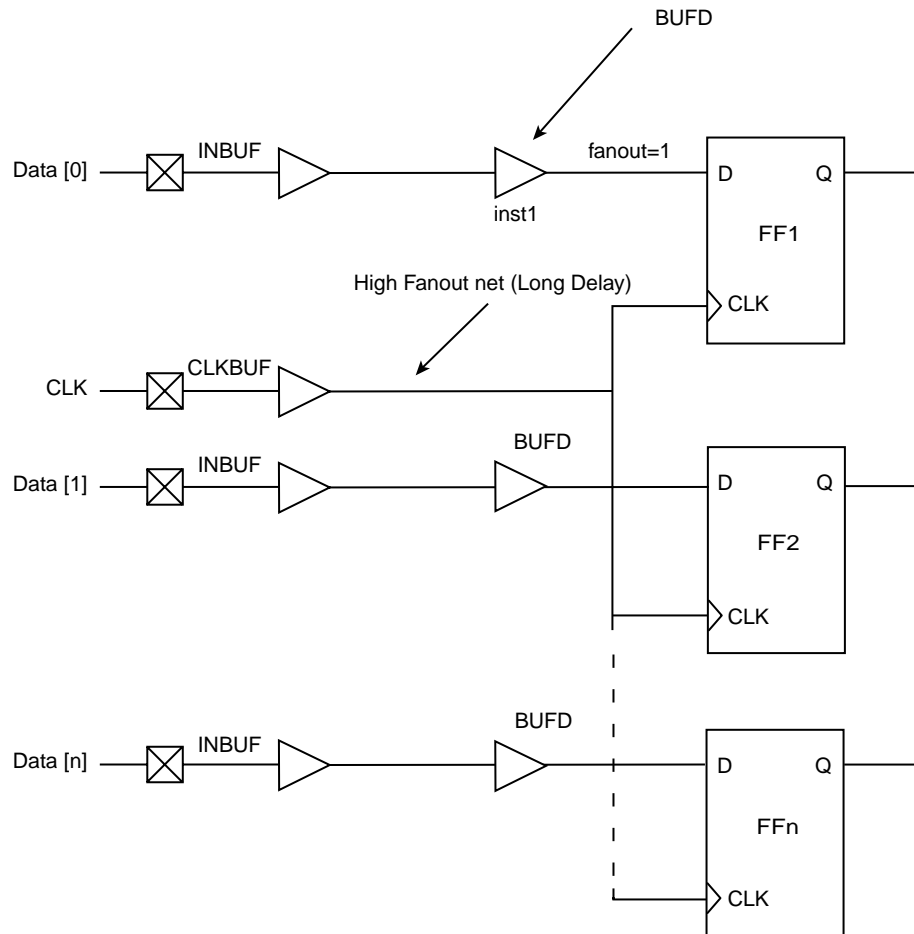 BUFD
Data [0]
INBUF
fanout=1
inst1
D
Q
FF1
CLK
High Fanout net (Long Delay)
CLK
CLKBUF
Data [1]
INBUF
BUFD
D
Q
FF2
CLK
Data [n]
INBUF
BUFD
D
Q
FFn
CLK